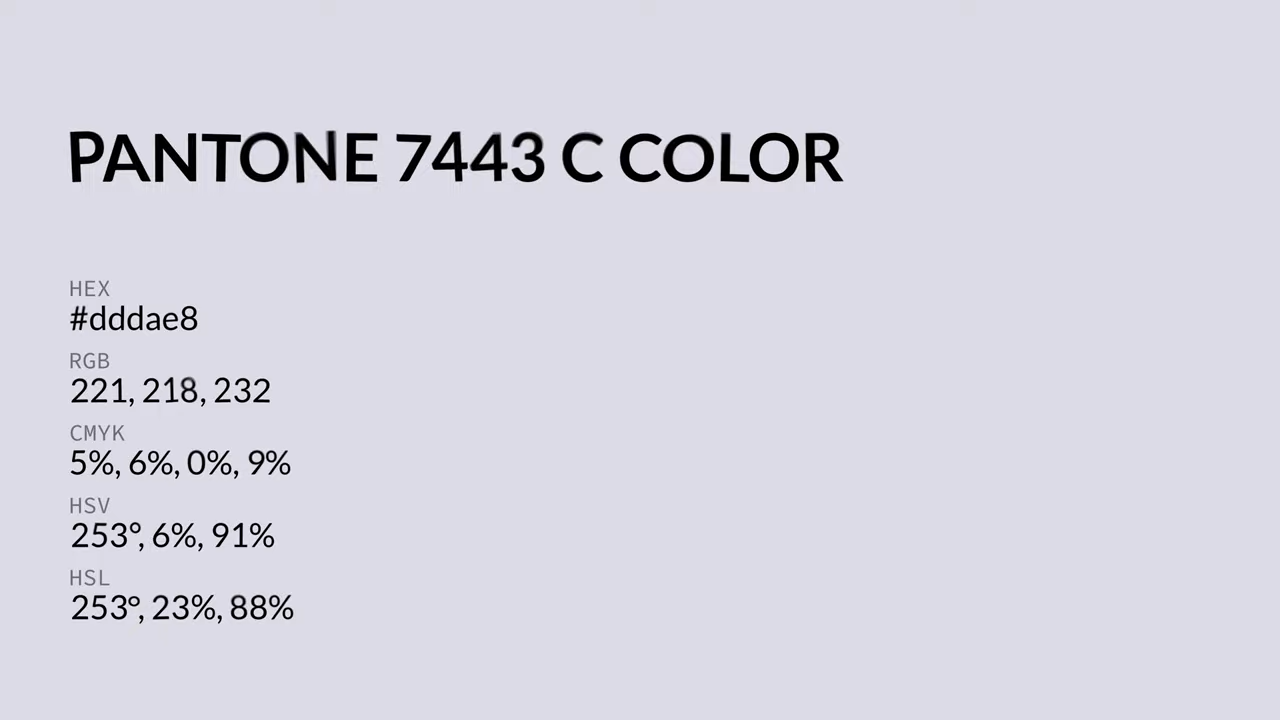 PANTONE 7443 C COLOR
HEX
#dddae8
RGB
221, 218, 232
CMYK
5%, 6%, 0%, 9%
HSV
253°, 6%, 91%
HSL
253°, 23%, 88%